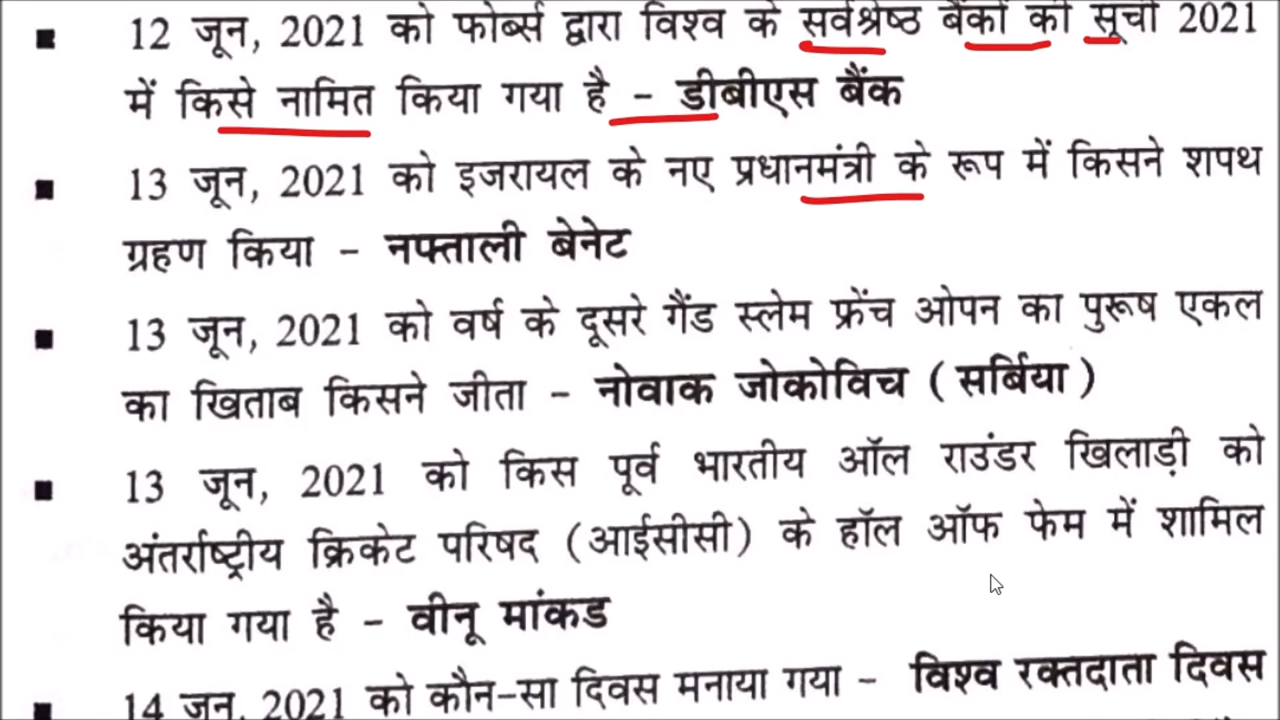 ▪ 12 जून, 2021 को फोर्ब्स द्वारा विश्व के सर्वश्रेष्ठ बैंकों की सूची 2021
में किसे नामित किया गया है - डीबीएस बैंक
▪ 13 जून, 2021 को इजरायल के नए प्रधानमंत्री के रूप में किसने शपथ
ग्रहण किया - नफ्ताली बेनेट
▪ 13 जून, 2021 को वर्ष के दूसरे गैंड स्लेम फ्रेंच ओपन का पुरूष एकल
का खिताब किसने जीता - नोवाक जोकोविच (सर्बिया)
▪ 13 जून, 2021 को किस पूर्व भारतीय ऑल राउंडर खिलाड़ी को
अंतर्राष्ट्रीय क्रिकेट परिषद (आईसीसी) के हॉल ऑफ फेम में शामिल
किया गया है - वीनू मांकड
▪ 14 जून, 2021 को कौन-सा दिवस मनाया गया - विश्व रक्तदाता दिवस